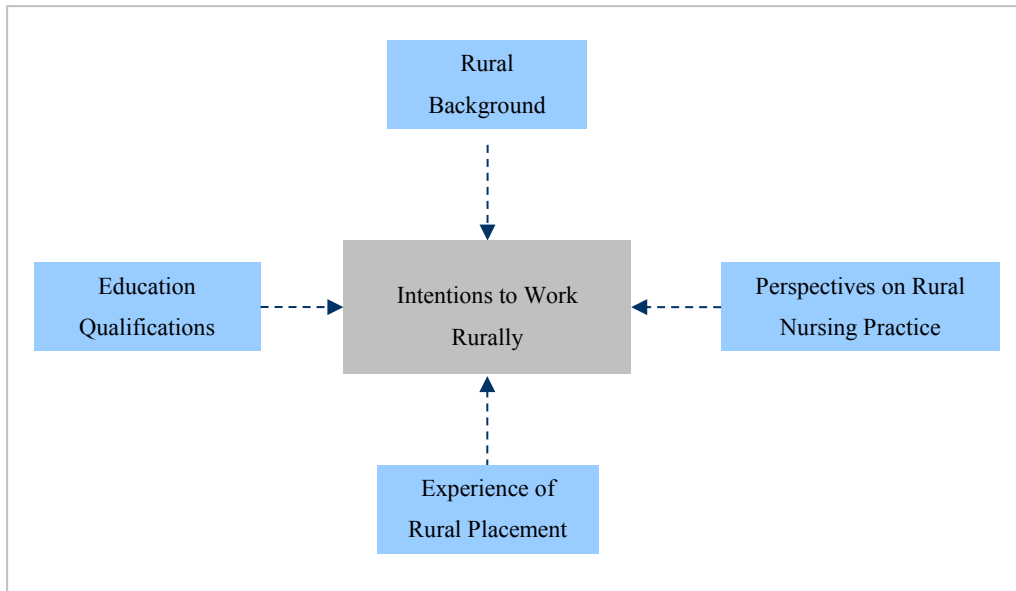 Rural
Background
Education
Qualifications
Intentions to Work
Rurally
Perspectives on Rural
Nursing Practice
Experience of
Rural Placement